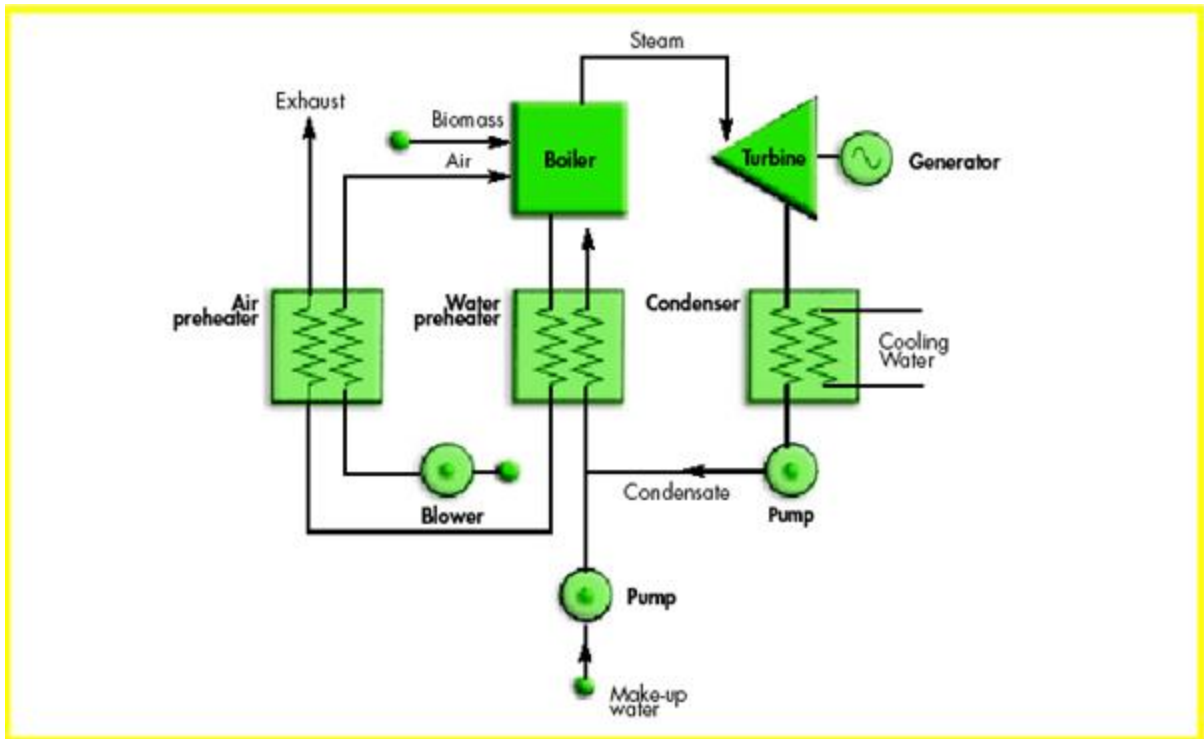 Steam
Exhaust
Biomass
Air
Boiler
Turbine
Generator
Air
preheater
Water
preheater
Condenser
Cooling
Water
Blower
Condensate
Pump
Pump
Make-up
water